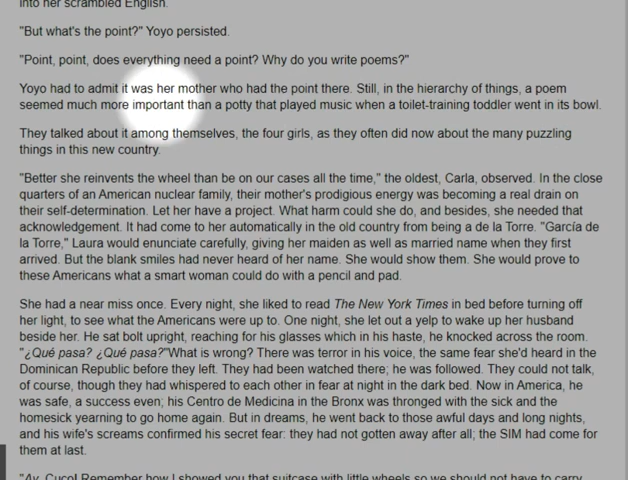 into her scrambled English.
"But what's the point?" Yoyo persisted.
"Point, point, does everything need a point? Why do you write poems?"
Yoyo had to admit it was her mother who had the point there. Still, in the hierarchy of things, a poem
seemed much more important than a potty that played music when a toilet-training toddler went in its bowl.
They talked about it among themselves, the four girls, as they often did now about the many puzzling
things in this new country.
"Better she reinvents the wheel than be on our cases all the time," the oldest, Carla, observed. In the close
quarters of an American nuclear family, their mother's prodigious energy was becoming a real drain on
their self-determination. Let her have a project. What harm could she do, and besides, she needed that
acknowledgement. It had come to her automatically in the old country from being a de la Torre. "García de
la Torre," Laura would enunciate carefully, giving her maiden as well as married name when they first
arrived. But the blank smiles had never heard of her name. She would show them. She would prove to
these Americans what a smart woman could do with a pencil and pad.
She had a near miss once. Every night, she liked to read The New York Times in bed before turning off
her light, to see what the Americans were up to. One night, she let out a yelp to wake up her husband
beside her. He sat bolt upright, reaching for his glasses which in his haste, he knocked across the room.
"¿Qué pasa? ¿Qué pasa?"What is wrong? There was terror in his voice, the same fear she'd heard in the
Dominican Republic before they left. They had been watched there; he was followed. They could not talk,
of course, though they had whispered to each other in fear at night in the dark bed. Now in America, he
was safe, a success even; his Centro de Medicina in the Bronx was thronged with the sick and the
homesick yearning to go home again. But in dreams, he went back to those awful days and long nights,
and his wife's screams confirmed his secret fear: they had not gotten away after all; the SIM had come for
them at last.
"Ay, Cuco! Remember how I showed you that suitcase with little wheels so we should not have to carry